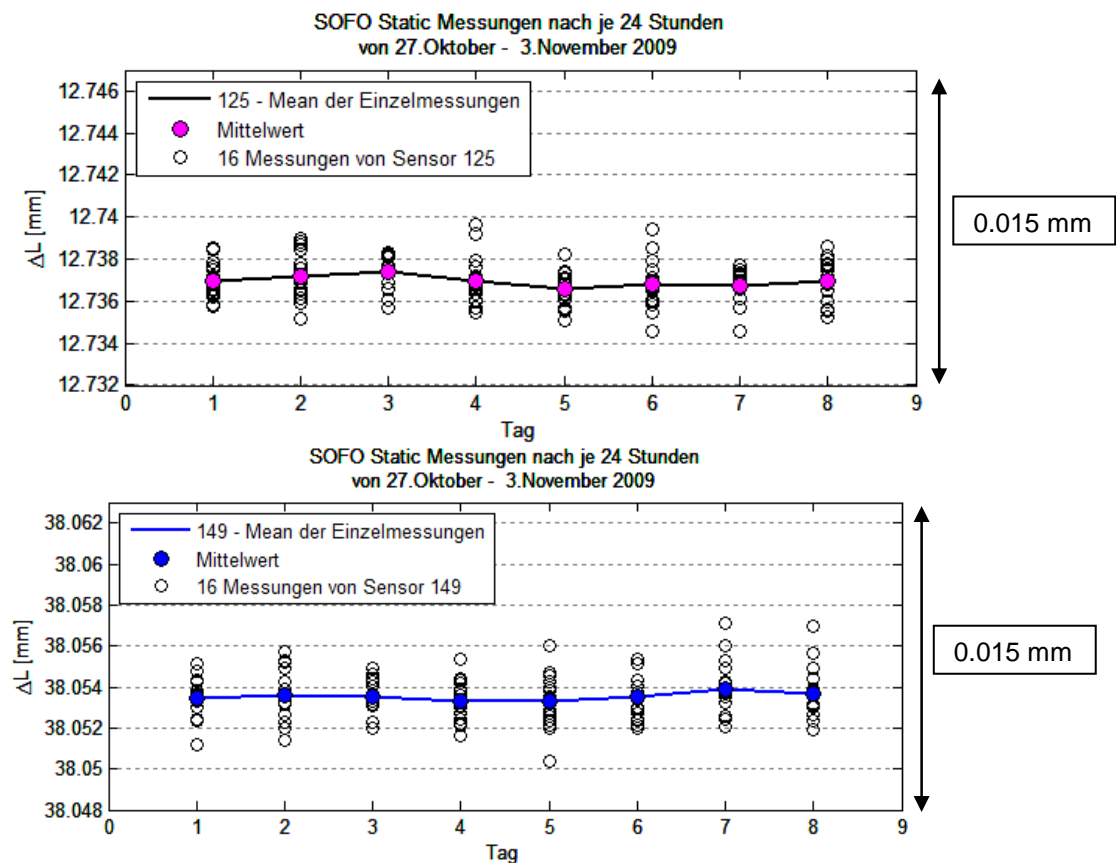 SOFO Static Messungen nach je 24 Stunden
von 27.Oktober -  3.November 2009
12.746
12.744
12.742
12.74
12.738
12.736
12.734
12.732
ΔL [mm]
125 - Mean der Einzelmessungen
Mittelwert
16 Messungen von Sensor 125
0.015 mm
0 1 2 3 4 5 6 7 8 9
Tag
SOFO Static Messungen nach je 24 Stunden
von 27.Oktober -  3.November 2009
38.062
38.06
38.058
38.056
38.054
38.052
38.05
38.048
ΔL [mm]
149 - Mean der Einzelmessungen
Mittelwert
16 Messungen von Sensor 149
0.015 mm
0 1 2 3 4 5 6 7 8 9
Tag